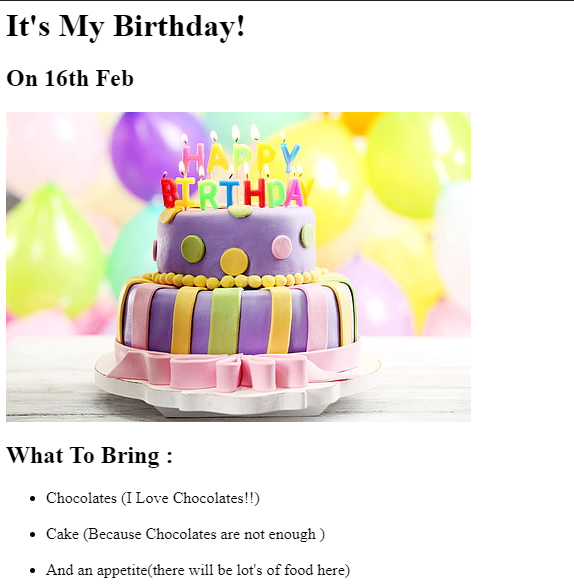 It's My Birthday!
On 16th Feb
HAPPY
BIRTHDAY
What To Bring :
Chocolates (I Love Chocolates!!)
Cake (Because Chocolates are not enough )
And an appetite(there will be lot's of food here)